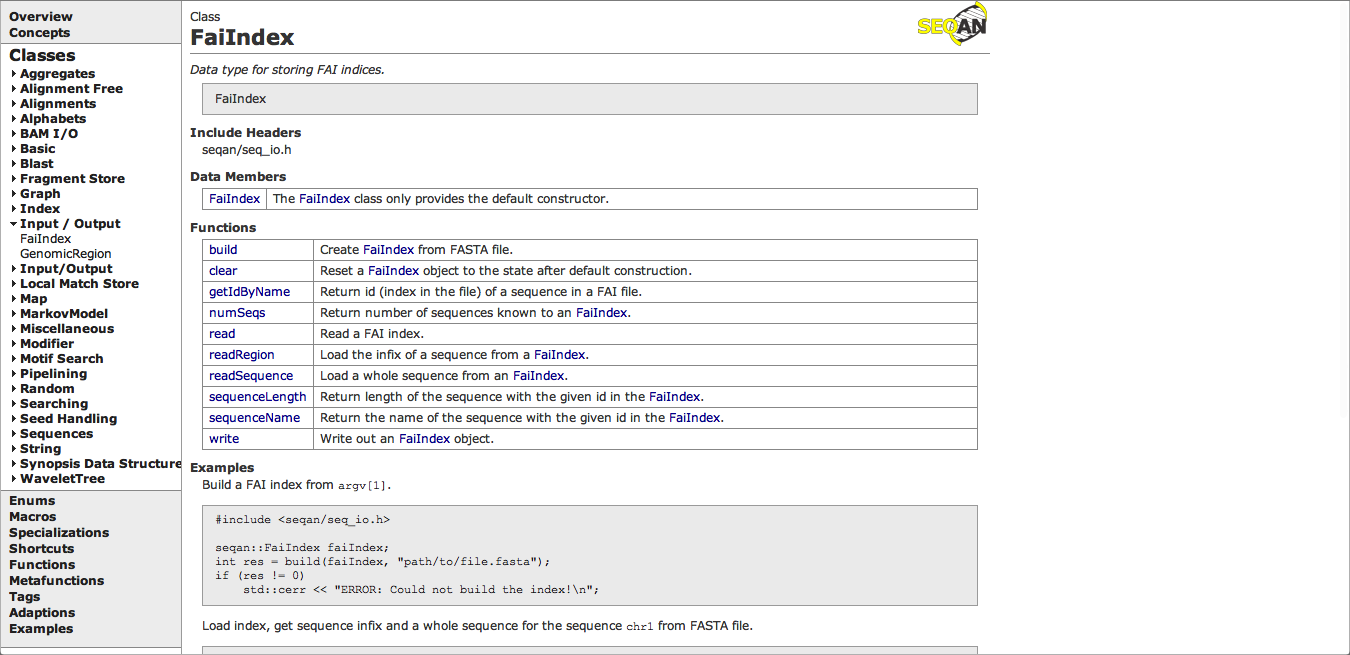 Overview
Concepts
Classes
Aggregates
Alignment Free
Alignments
Alphabets
BAM I/O
Basic
Blast
Fragment Store
Graph
Index
Input / Output
FaiIndex
GenomicRegion
Input/Output
Local Match Store
Map
MarkovModel
Miscellaneous
Modifier
Motif Search
Pipelining
Random
Searching
Seed Handling
Sequences
String
Synopsis Data Structure
WaveletTree
Enums
Macros
Specializations
Shortcuts
Functions
Metafunctions
Tags
Adaptions
Examples
Class
FaiIndex
SEQAN
Data type for storing FAI indices.
FaiIndex
Include Headers
seqan/seq_io.h
Data Members
FaiIndex The FaiIndex class only provides the default constructor.
Functions
build Create FaiIndex from FASTA file.
clear Reset a FaiIndex object to the state after default construction.
getIdByName Return id (index in the file) of a sequence in a FAI file.
numSeqs Return number of sequences known to an FaiIndex.
read Read a FAI index.
readRegion Load the infix of a sequence from a FaiIndex.
readSequence Load a whole sequence from an FaiIndex.
sequenceLength Return length of the sequence with the given id in the FaiIndex.
sequenceName Return the name of the sequence with the given id in the FaiIndex.
write Write out an FaiIndex object.
Examples
Build a FAI index from argv[1].
#include <seqan/seq_io.h>
seqan::FaiIndex faiIndex;
int res = build(faiIndex, "path/to/file.fasta");
if (res != 0)
    std::cerr << "ERROR: Could not build the index!\n";
Load index, get sequence infix and a whole sequence for the sequence chr1 from FASTA file.